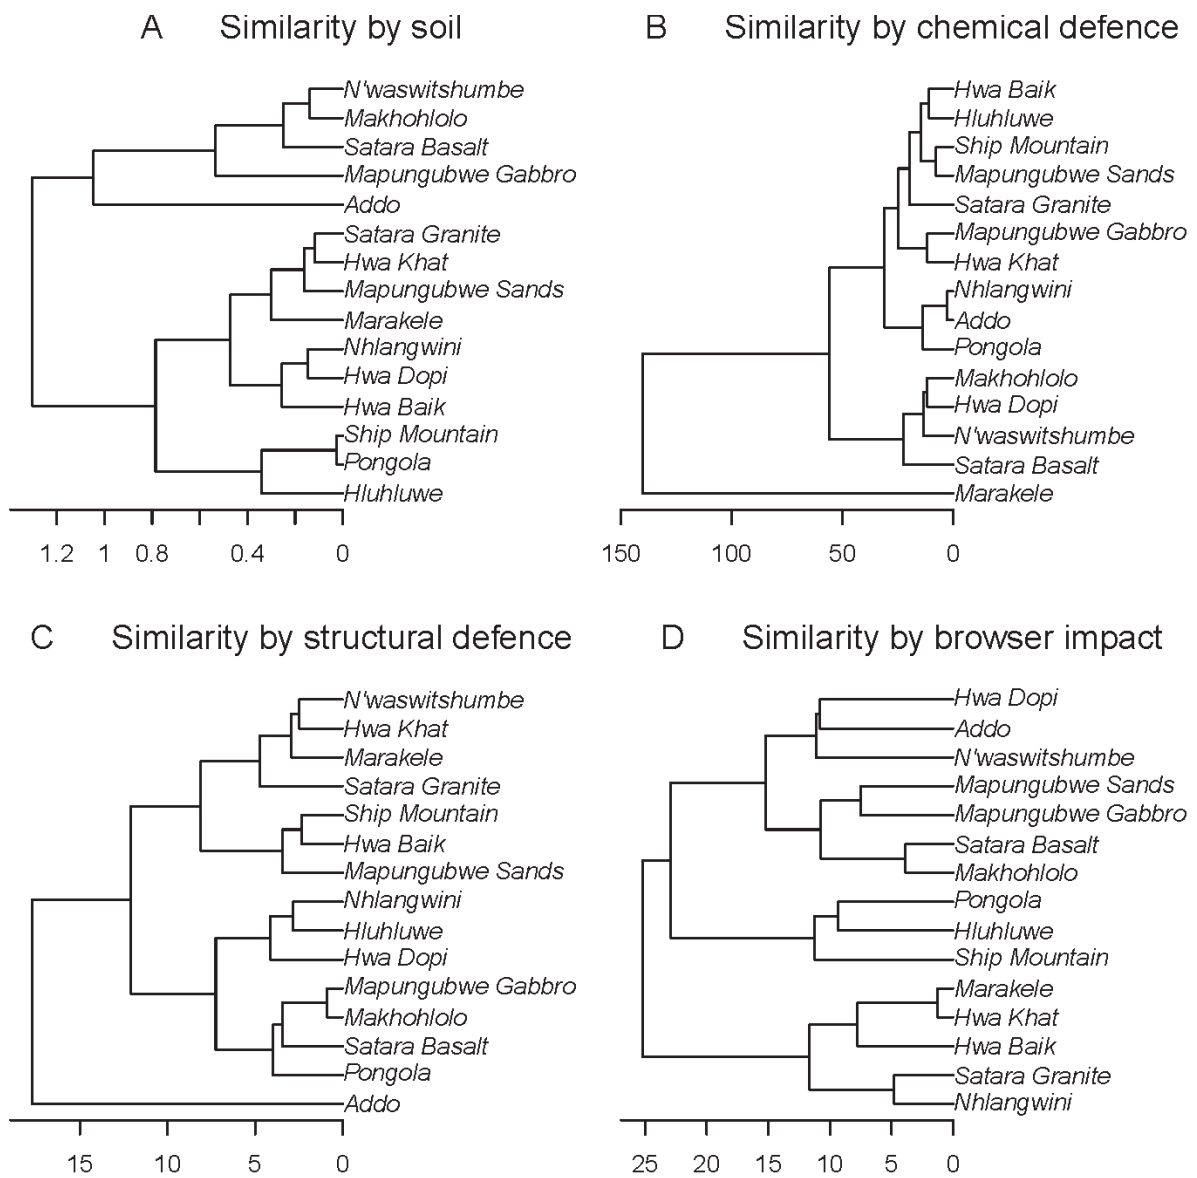 A Similarity by soil
N'waswitshumbe
Makhohlolo
Satara Basalt
Mapungubwe Gabbro
Addo
Satara Granite
Hwa Khat
Mapungubwe Sands
Marakele
Nhlangwini
Hwa Dopi
Hwa Baik
Ship Mountain
Pongola
Hluhluwe
1.2 1 0.8 0.4 0
B Similarity by chemical defence
Hwa Baik
Hluhluwe
Ship Mountain
Mapungubwe Sands
Satara Granite
Mapungubwe Gabbro
Hwa Khat
Nhlangwini
Addo
Pongola
Makhohlolo
Hwa Dopi
N'waswitshumbe
Satara Basalt
Marakele
150 100 50 0
C Similarity by structural defence
N'waswitshumbe
Hwa Khat
Marakele
Satara Granite
Ship Mountain
Hwa Baik
Mapungubwe Sands
Nhlangwini
Hluhluwe
Hwa Dopi
Mapungubwe Gabbro
Makhohlolo
Satara Basalt
Pongola
Addo
15 10 5 0
D Similarity by browser impact
Hwa Dopi
Addo
N'waswitshumbe
Mapungubwe Sands
Mapungubwe Gabbro
Satara Basalt
Makhohlolo
Pongola
Hluhluwe
Ship Mountain
Marakele
Hwa Khat
Hwa Baik
Satara Granite
Nhlangwini
25 20 15 10 5 0